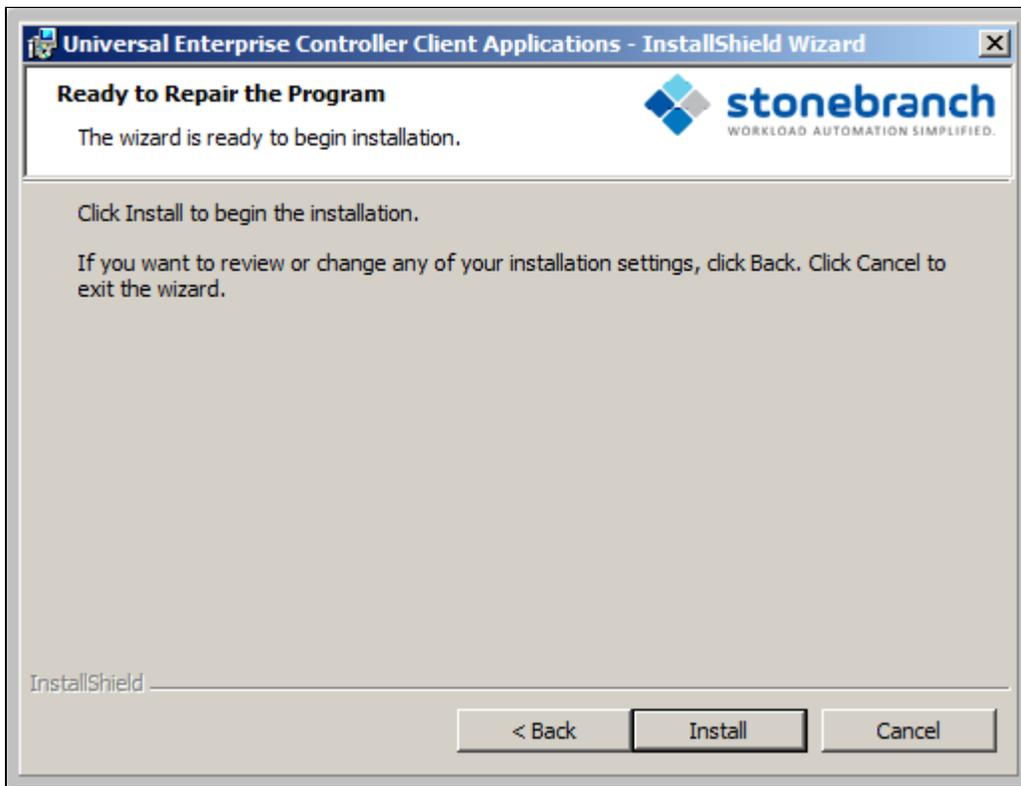 Universal Enterprise Controller Client Applications - InstallShield Wizard
Ready to Repair the Program
The wizard is ready to begin installation.
stonebranch
WORKLOAD AUTOMATION SIMPLIFIED.
Click Install to begin the installation.
If you want to review or change any of your installation settings, click Back. Click Cancel to
exit the wizard.
InstallShield
< Back
Install
Cancel